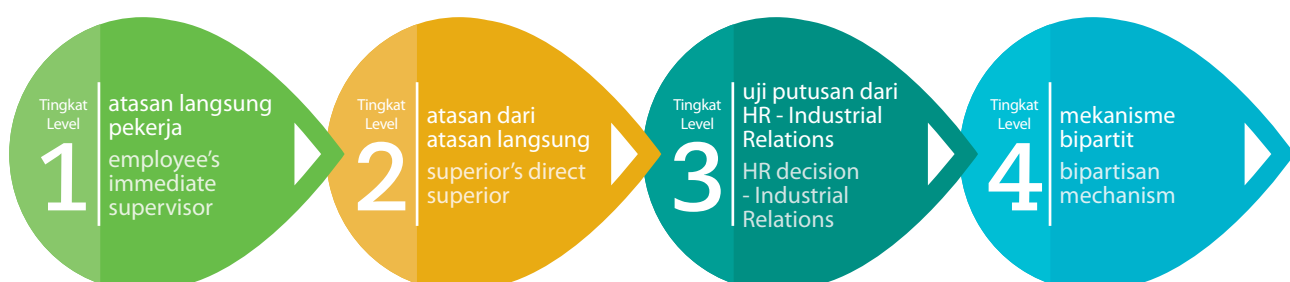 Tingkat
Level
1
atasan langsung
pekerja
employee's
immediate
supervisor
Tingkat
Level
2
atasan dari
atasan langsung
superior's direct
superior
Tingkat
Level
3
uji putusan dari
HR - Industrial
Relations
HR decision
- Industrial
Relations
Tingkat
Level
4
mekanisme
bipartit
bipartisan
mechanism